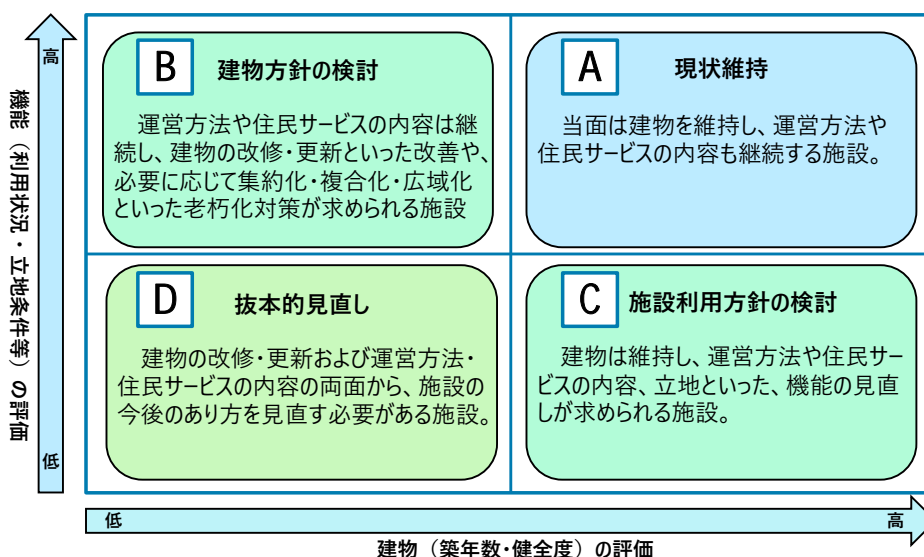 高
機能（利用状況・立地条件等）の評価
低
B 建物方針の検討
運営方法や住民サービスの内容は継
続し、建物の改修・更新といった改善や、
必要に応じて集約化・複合化・広域化
といった老朽化対策が求められる施設
A 現状維持
当面は建物を維持し、運営方法や
住民サービスの内容も継続する施設。
D 抜本的見直し
建物の改修・更新および運営方法・
住民サービスの内容の両面から、施設の
今後のあり方を見直す必要がある施設。
C 施設利用方針の検討
建物は維持し、運営方法や住民サー
ビスの内容、立地といった、機能の見直
しが求められる施設。
低
高
建物（築年数・健全度）の評価